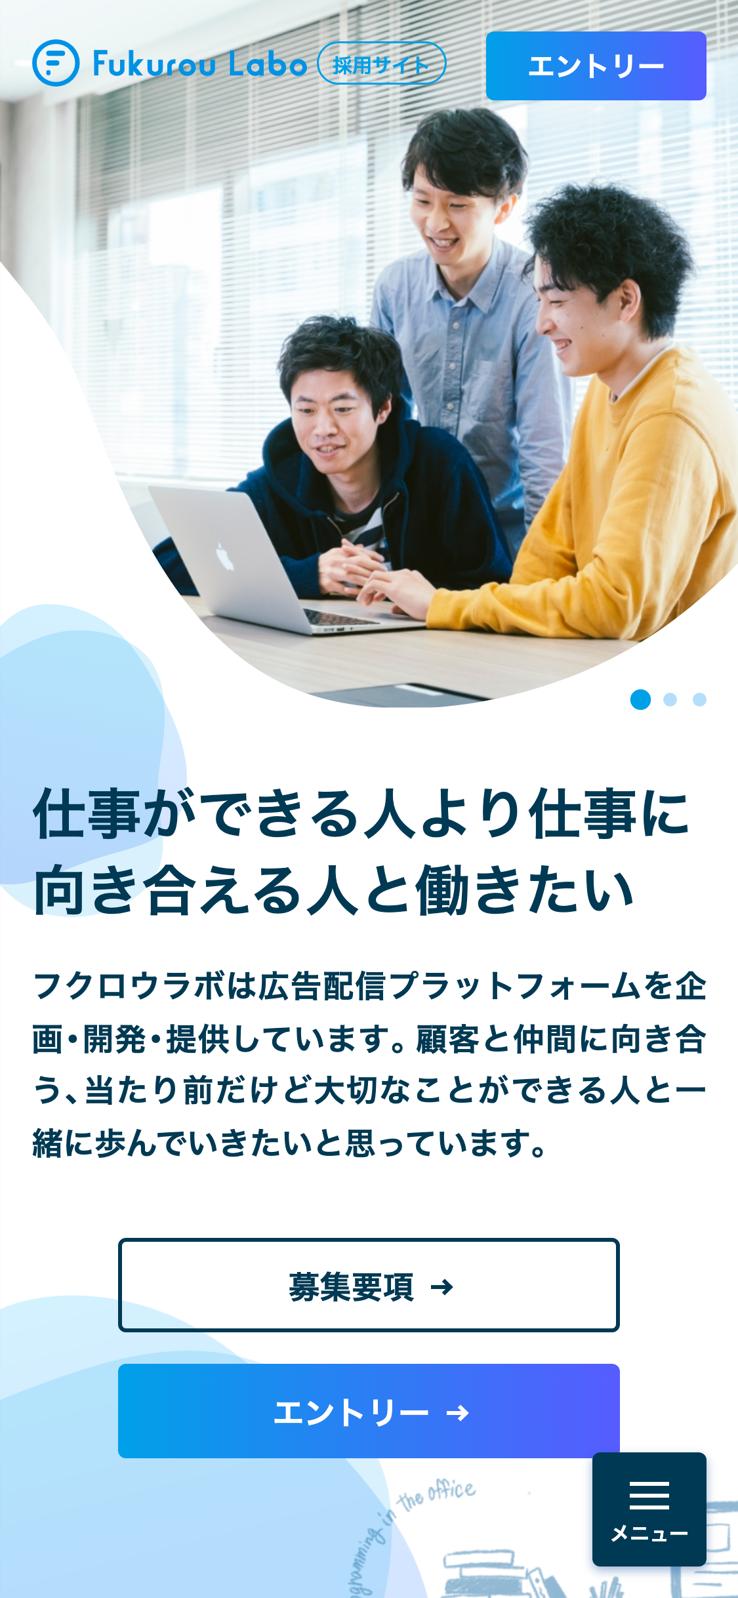 Fukurou Labo 採用サイト
エントリー
仕事ができる人より仕事に
向き合える人と働きたい
フクロウラボは広告配信プラットフォームを企
画・開発・提供しています。顧客と仲間に向き合
う、当たり前だけど大切なことができる人と一
緒に歩んでいきたいと思っています。
募集要項 →
エントリー →
in the office
メニュー